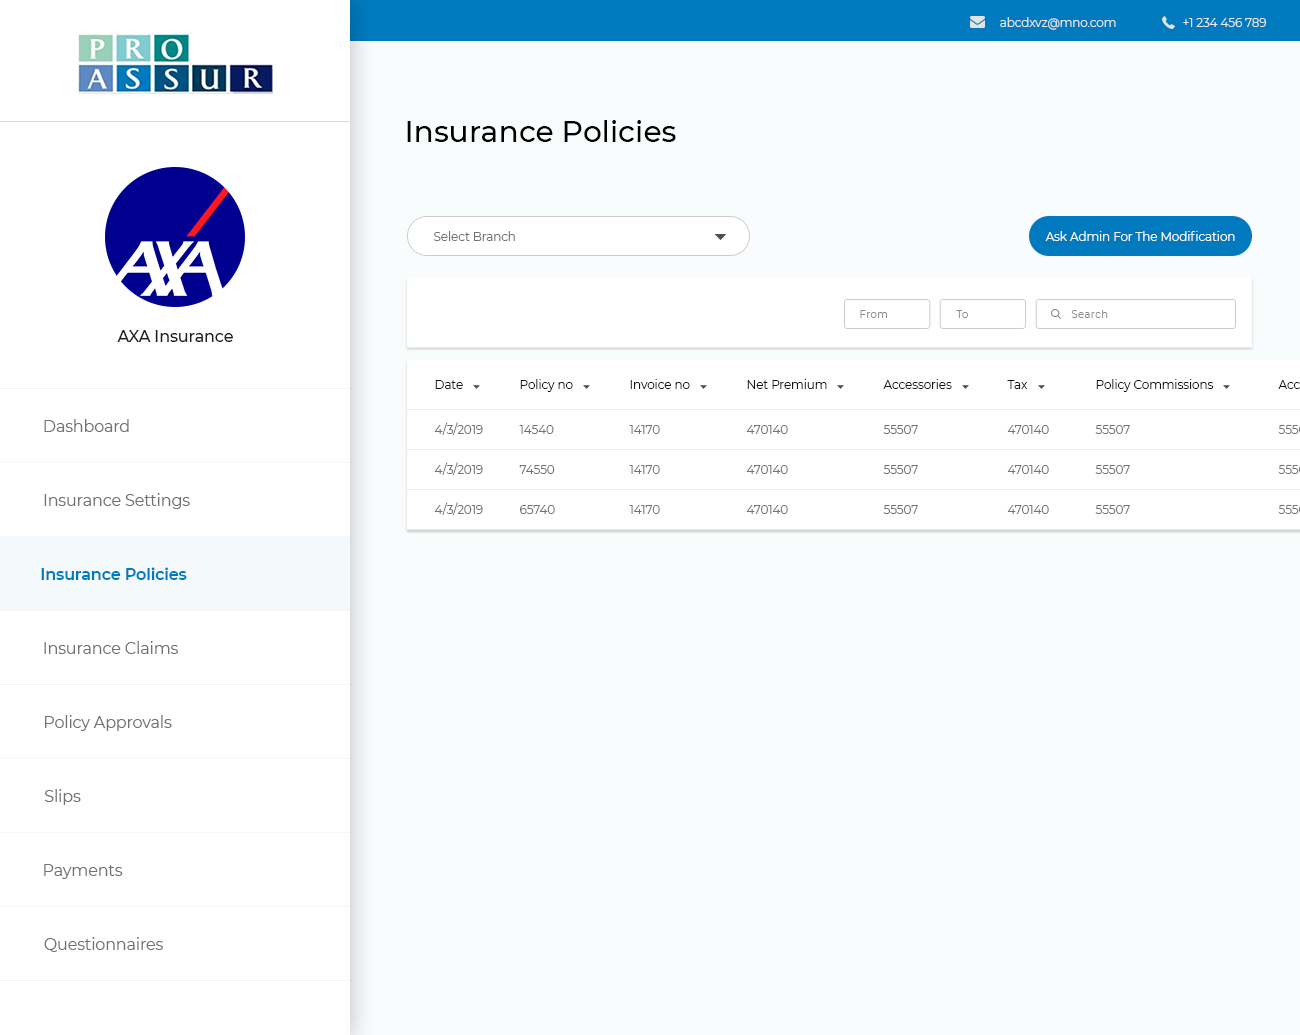 PRO
ASSUR
abcdxvz@mno.com +1 234 456 789
AXA
AXA Insurance
Dashboard
Insurance Settings
Insurance Policies
Insurance Claims
Policy Approvals
Slips
Payments
Questionnaires
Insurance Policies
Select Branch Ask Admin For The Modification
From To Search
Date Policy no Invoice no Net Premium Accessories Tax Policy Commissions Acc
4/3/2019 14540 14170 470140 55507 470140 55507
4/3/2019 74550 14170 470140 55507 470140 55507
4/3/2019 65740 14170 470140 55507 470140 55507